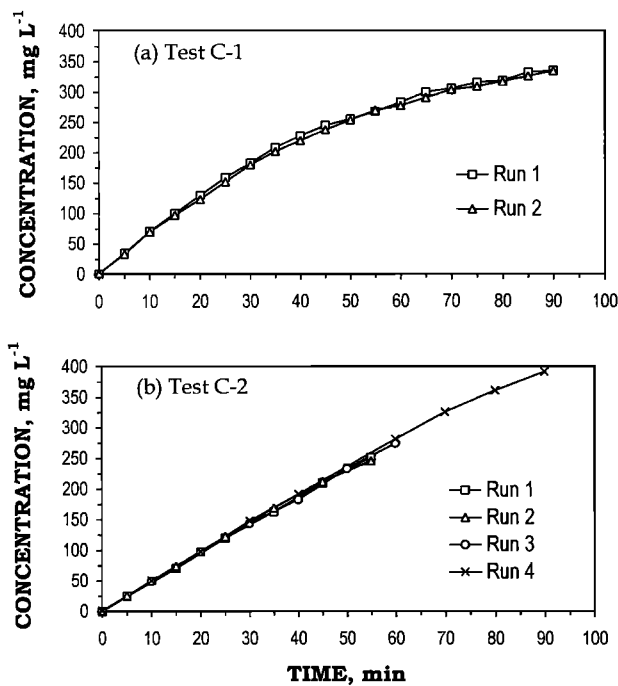 (a) Test C-1
CONCENTRATION, mg L-1
400
350
300
250
200
150
100
50
0
Run 1
Run 2
0 10 20 30 40 50 60 70 80 90 100
(b) Test C-2
CONCENTRATION, mg L-1
400
350
300
250
200
150
100
50
0
Run 1
Run 2
Run 3
Run 4
0 10 20 30 40 50 60 70 80 90 100
TIME, min